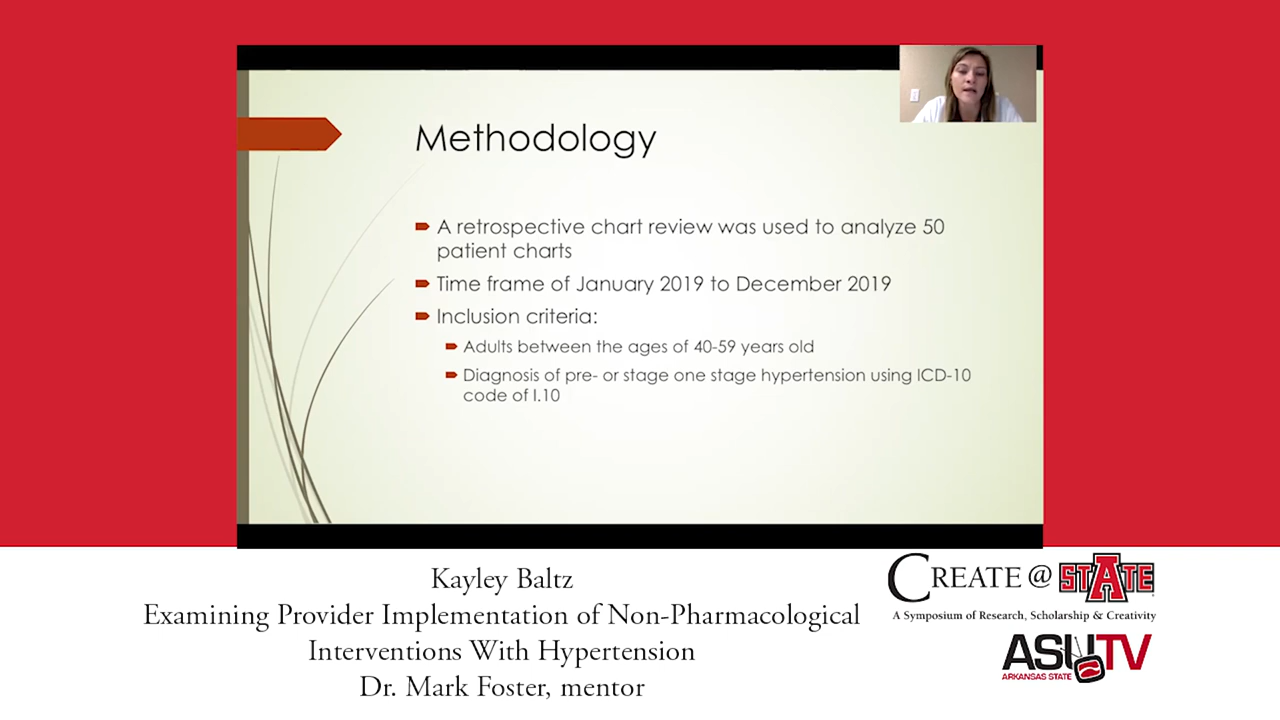 Methodology
A retrospective chart review was used to analyze 50
patient charts
Time frame of January 2019 to December 2019
Inclusion criteria:
Adults between the ages of 40-59 years old
Diagnosis of pre- or stage one stage hypertension using ICD-10
code of I.10
Kayley Baltz
Examining Provider Implementation of Non-Pharmacological
Interventions With Hypertension
Dr. Mark Foster, mentor
CREATE @ STATE
A Symposium of Research, Scholarship & Creativity
ASUTV
ARKANSAS STATE